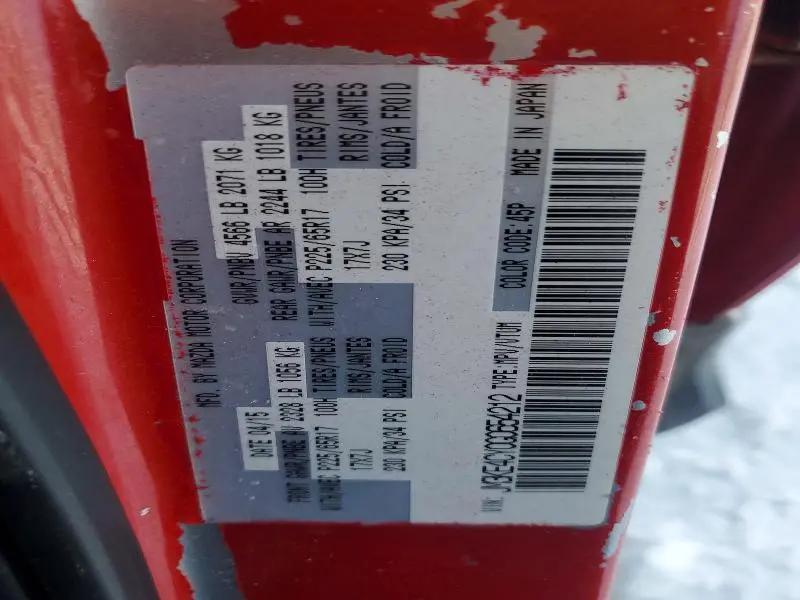 MFD. BY MAZDA MOTOR CORPORATION
DATE
GVWR/PNBV 4566 LB 2071 KG
FRONT GAWR/PNBE AV 2328 LB 1056 KG
REAR GAWR/PNBE AR 2244 LB 1018 KG
WITH/AVEC P225/65R17 100H TIRES/PNEUS
WITH/AVEC P225/65R17 100H TIRES/PNEUS
17X7J RIMS/JANTES
17X7J RIMS/JANTES
230 KPA/34 PSI COLD/A FROID
230 KPA/34 PSI COLD/A FROID
VIN: JM3KE4CY0G0654212 TYPE:MPV/VTUM
COLOR CODE:45P MADE IN JAPAN